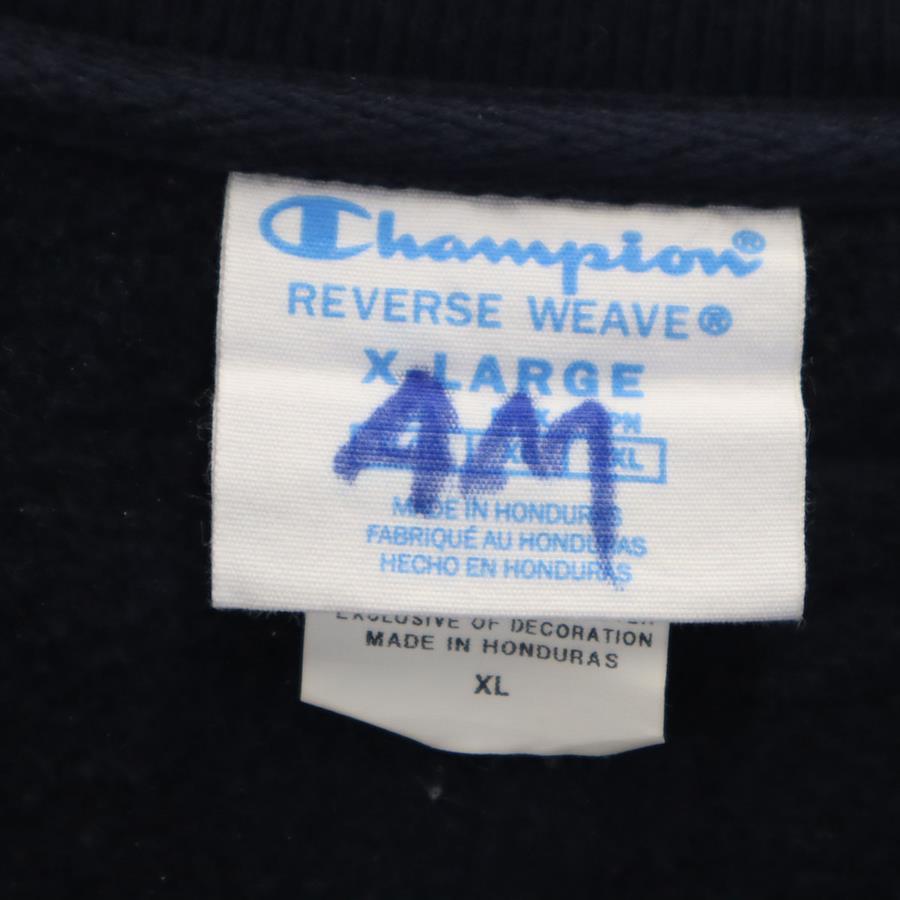 Champion®
REVERSE WEAVE®
X-LARGE
AM
XL
MADE IN HONDURAS
FABRIQUÉ AU HONDURAS
HECHO EN HONDURAS
EXCLUSIVE OF DECORATION
MADE IN HONDURAS
XL